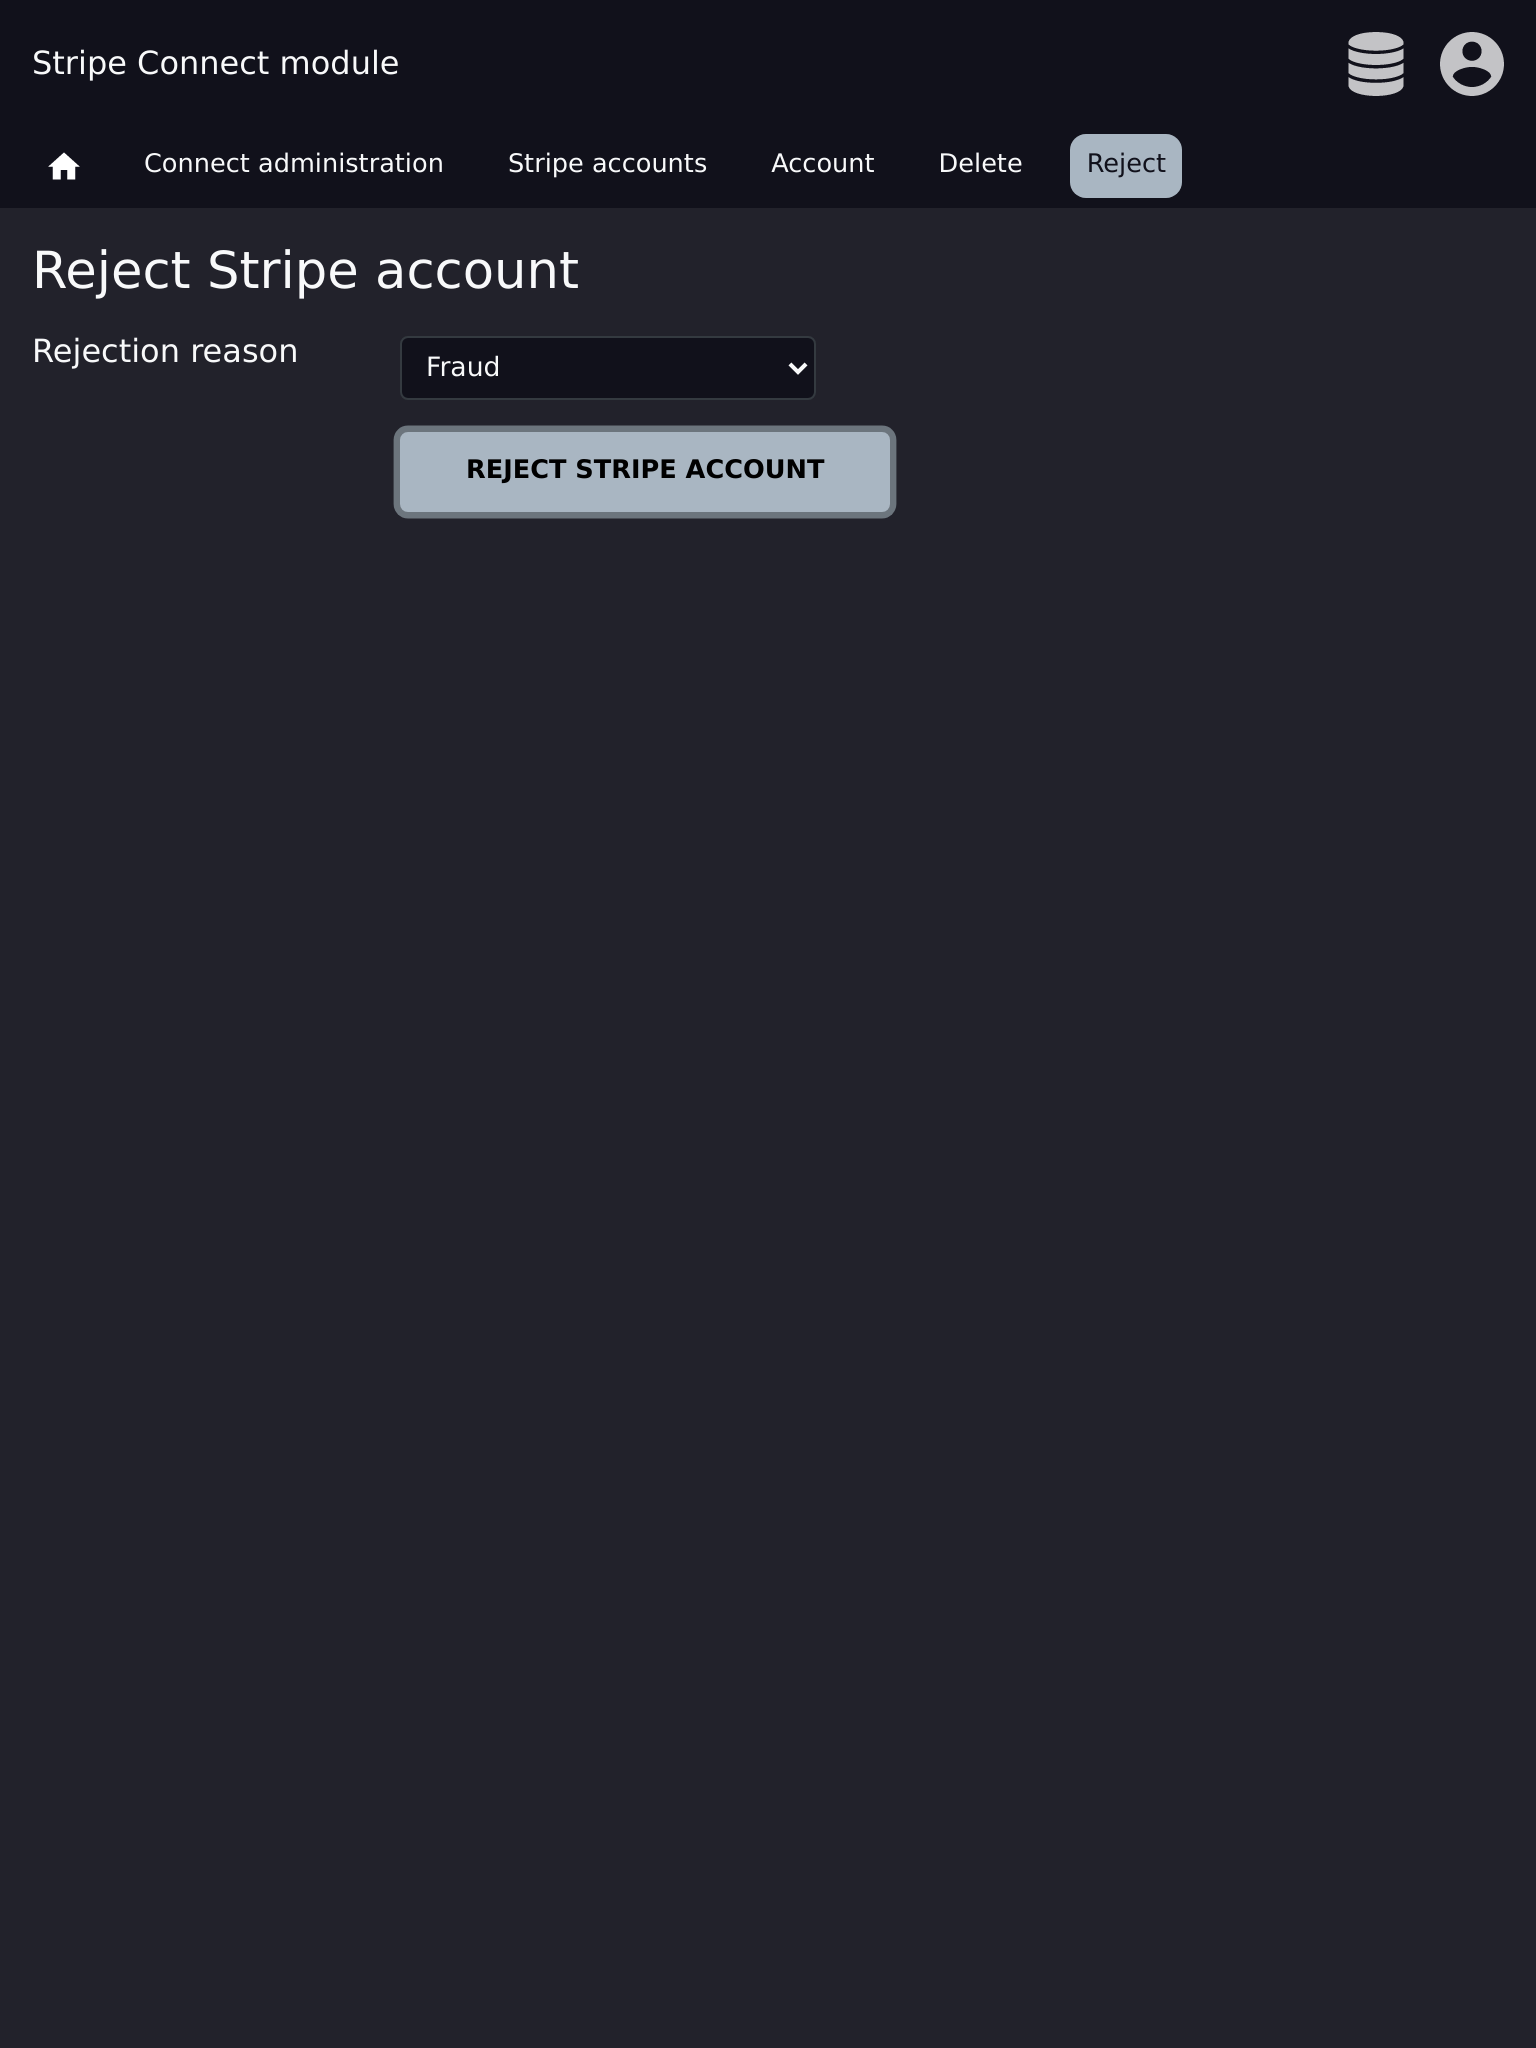 Stripe Connect module
Connect administration Stripe accounts Account Delete Reject
Reject Stripe account
Rejection reason Fraud
REJECT STRIPE ACCOUNT